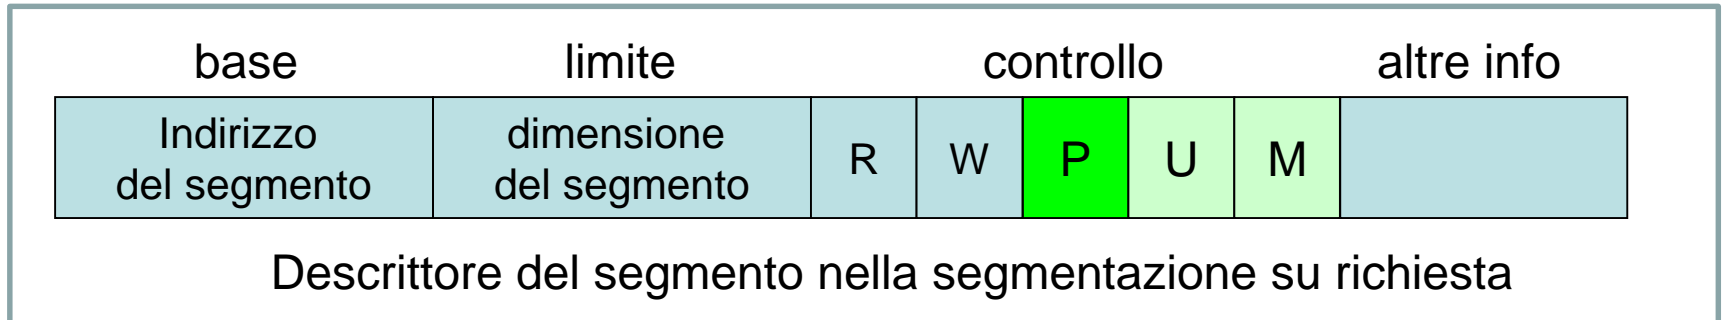 base limite controllo altre info
Indirizzo
del segmento
dimensione
del segmento
R W P U M
Descrittore del segmento nella segmentazione su richiesta